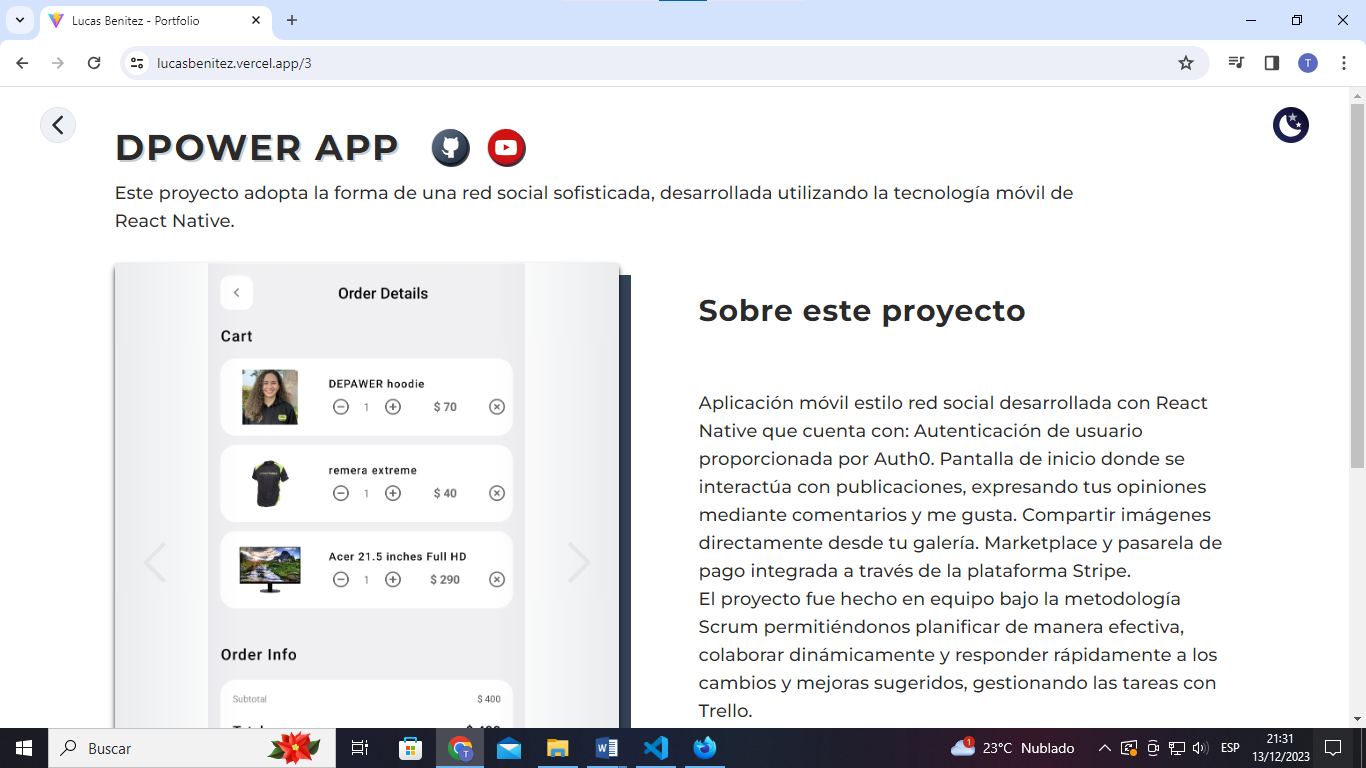 Lucas Benitez - Portfolio
lucasbenitez.vercel.app/3
T
DPOWER APP
Este proyecto adopta la forma de una red social sofisticada, desarrollada utilizando la tecnología móvil de
React Native.
Order Details
Cart
DEPAWER hoodie
1
$ 70
remera extreme
1
$ 40
Acer 21.5 inches Full HD
1
$ 290
Order Info
Subtotal
$ 400
Sobre este proyecto
Aplicación móvil estilo red social desarrollada con React
Native que cuenta con: Autenticación de usuario
proporcionada por Auth0. Pantalla de inicio donde se
interactúa con publicaciones, expresando tus opiniones
mediante comentarios y me gusta. Compartir imágenes
directamente desde tu galería. Marketplace y pasarela de
pago integrada a través de la plataforma Stripe.
El proyecto fue hecho en equipo bajo la metodología
Scrum permitiéndonos planificar de manera efectiva,
colaborar dinámicamente y responder rápidamente a los
cambios y mejoras sugeridos, gestionando las tareas con
Trello.
Buscar
T
1
23°C Nublado
ESP
21:31
13/12/2023